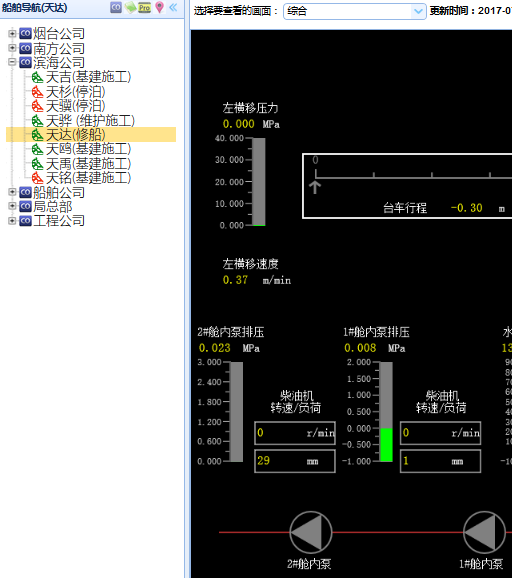 船舶导航(天达)
CO
Pro
烟台公司
南方公司
滨海公司
天吉(基建施工)
天杉(停泊)
天骥(停泊)
天骅 (维护施工)
天达(修船)
天鸥(基建施工)
天禹(基建施工)
天铭(基建施工)
船舶公司
局总部
工程公司
选择要查看的画面： 综合 更新时间：2017-0
左横移压力
0.000 MPa
40.000
30.000
20.000
10.000
0.000
0
台车行程 -0.30 m
左横移速度
0.37 m/min
2#舱内泵排压
0.023 MPa
3.000
2.400
1.800
1.200
0.600
0.000
柴油机
转速/负荷
0 r/min
29 mm
1#舱内泵排压
0.008 MPa
2.000
1.500
1.000
0.500
0.000
-0.500
-1.000
柴油机
转速/负荷
0 r/min
1 mm
水
13
2#舱内泵
1#舱内泵